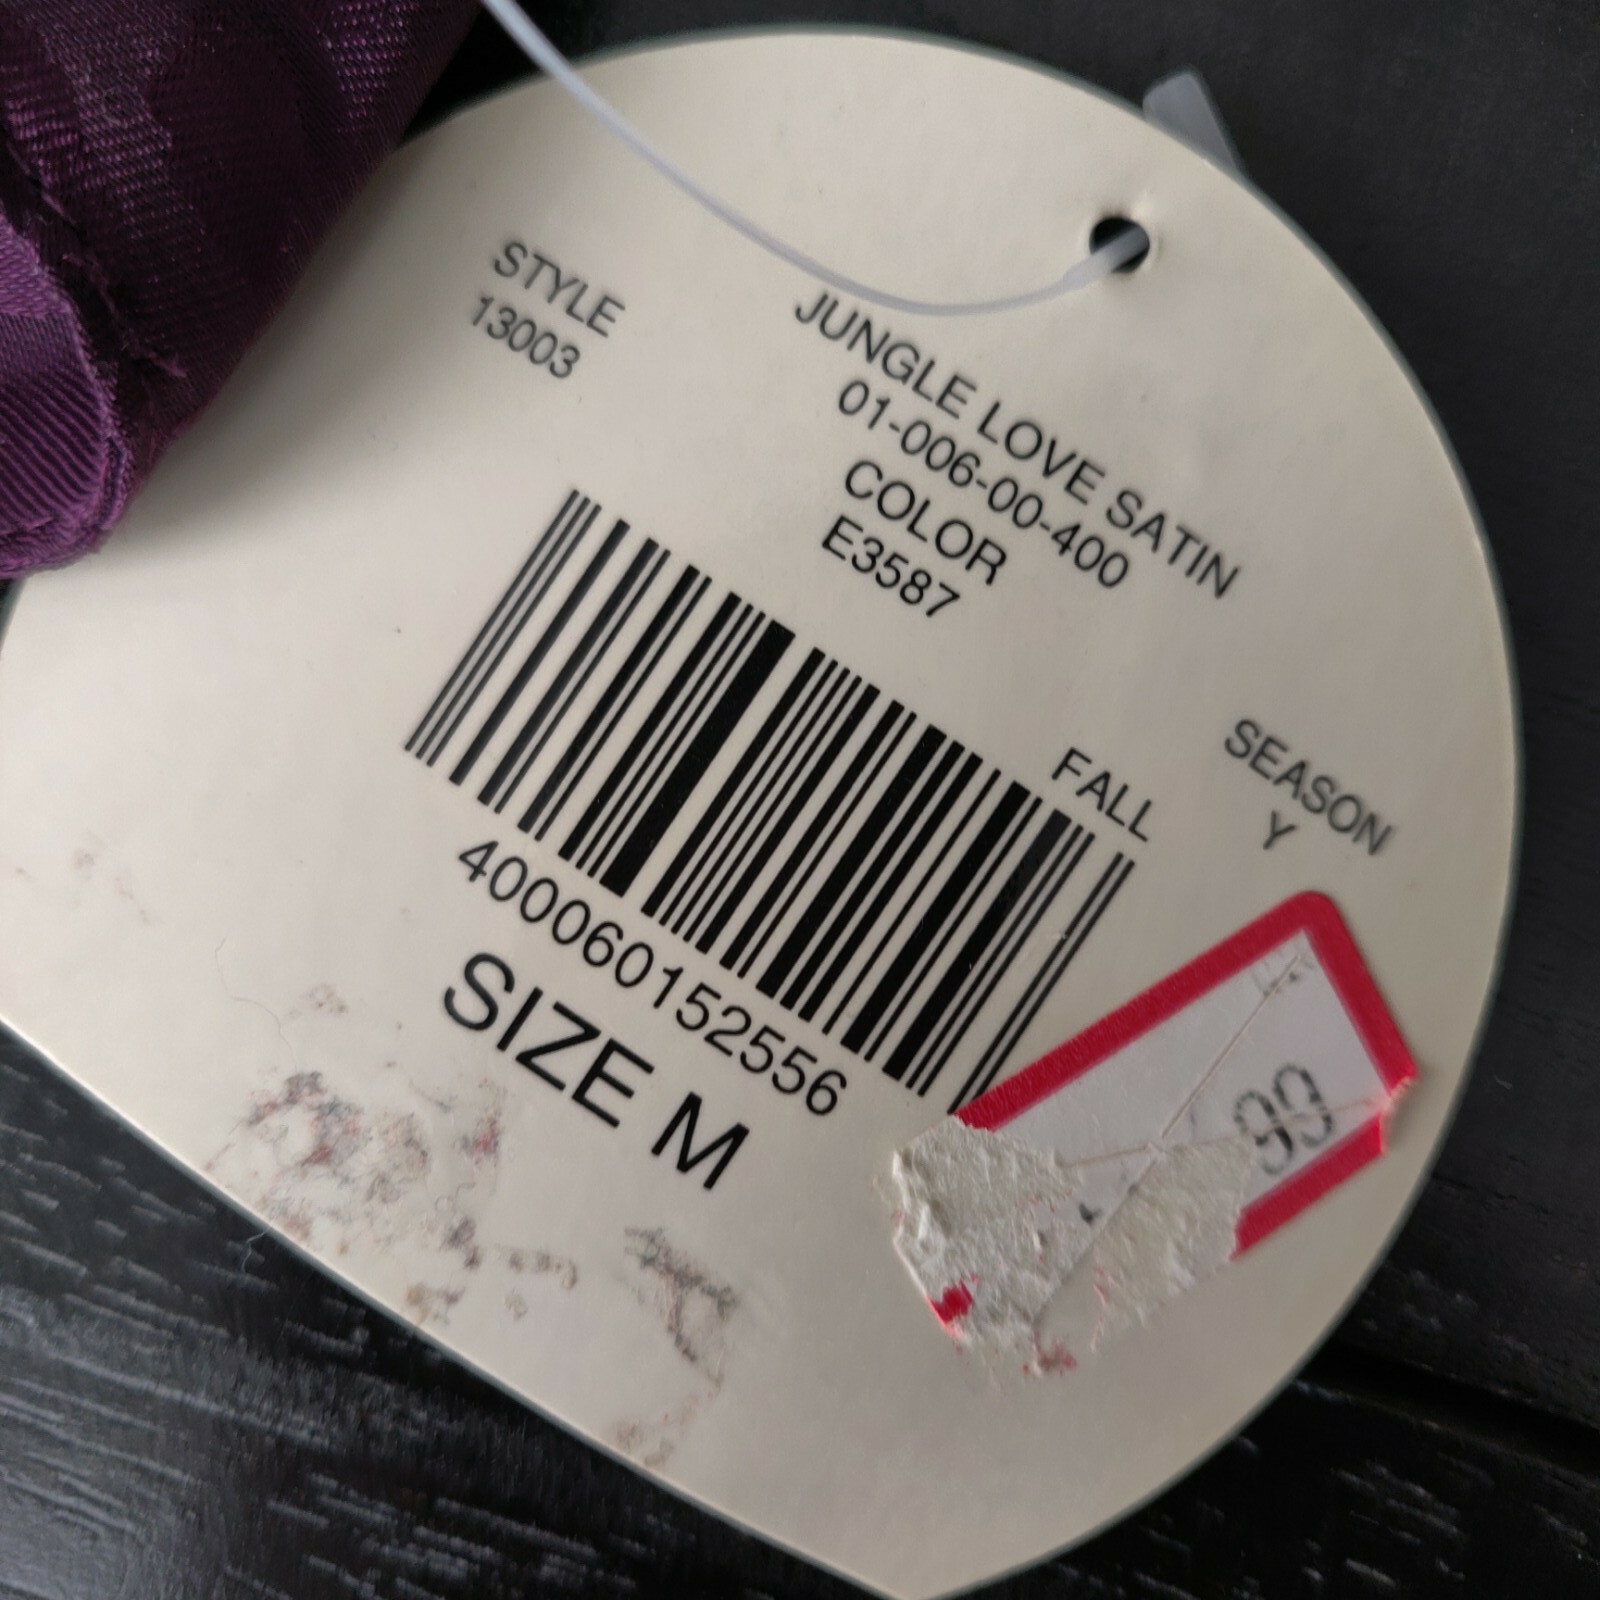 STYLE
13003
JUNGLE LOVE SATIN
01-006-00-400
COLOR
E3587
FALL
SEASON
Y
400060152556
SIZE M
99